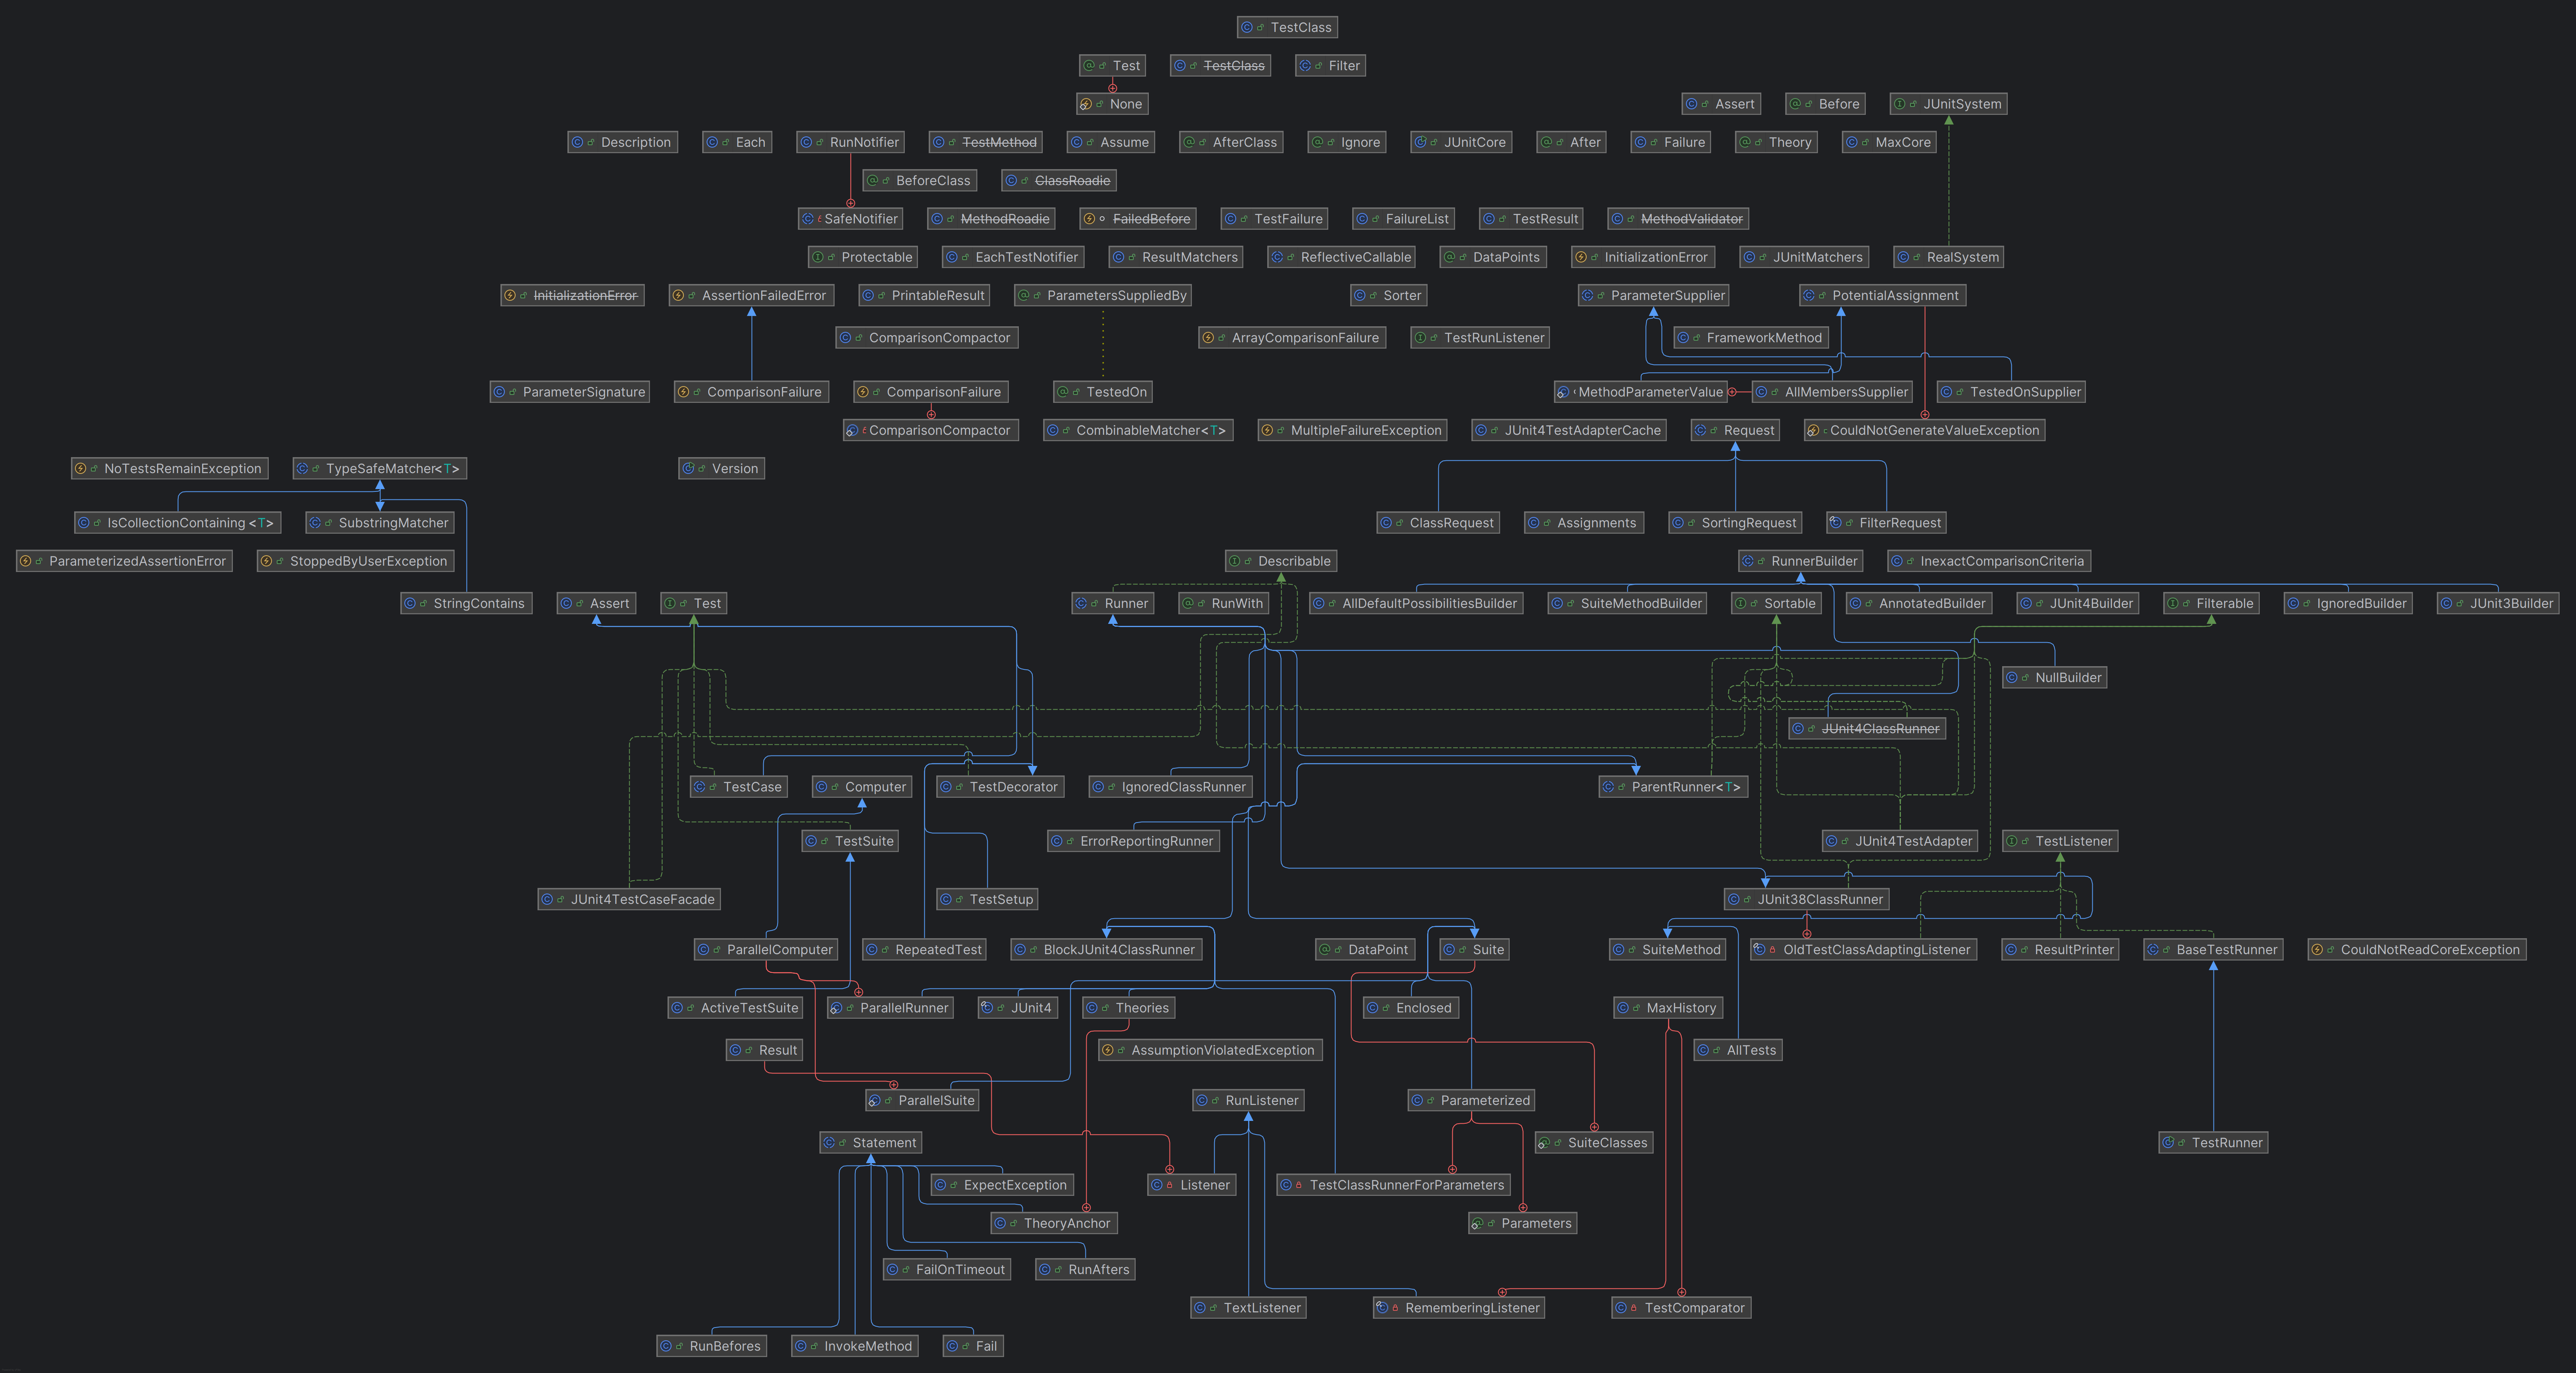 TestClass
Test
TestClass
Filter
None
Assert
Before
JUnitSystem
Description
Each
RunNotifier
TestMethod
Assume
AfterClass
Ignore
JUnitCore
After
Failure
Theory
MaxCore
BeforeClass
ClassRoadie
SafeNotifier
MethodRoadie
FailedBefore
TestFailure
FailureList
TestResult
MethodValidator
Protectable
EachTestNotifier
ResultMatchers
ReflectiveCallable
DataPoints
InitializationError
JUnitMatchers
RealSystem
InitializationError
AssertionFailedError
PrintableResult
ParametersSuppliedBy
Sorter
ParameterSupplier
PotentialAssignment
ComparisonCompactor
ArrayComparisonFailure
TestRunListener
FrameworkMethod
ParameterSignature
ComparisonFailure
ComparisonFailure
TestedOn
MethodParameterValue
AllMembersSupplier
TestedOnSupplier
ComparisonCompactor
CombinableMatcher<T>
MultipleFailureException
JUnit4TestAdapterCache
Request
CouldNotGenerateValueException
NoTestsRemainException
TypeSafeMatcher<T>
Version
IsCollectionContaining <T>
SubstringMatcher
ClassRequest
Assignments
SortingRequest
FilterRequest
ParameterizedAssertionError
StoppedByUserException
Describable
RunnerBuilder
InexactComparisonCriteria
StringContains
Assert
Test
Runner
RunWith
AllDefaultPossibilitiesBuilder
SuiteMethodBuilder
Sortable
AnnotatedBuilder
JUnit4Builder
Filterable
IgnoredBuilder
JUnit3Builder
NullBuilder
JUnit4ClassRunner
TestCase
Computer
TestDecorator
IgnoredClassRunner
ParentRunner<T>
TestSuite
ErrorReportingRunner
JUnit4TestAdapter
TestListener
JUnit4TestCaseFacade
TestSetup
JUnit38ClassRunner
ParallelComputer
RepeatedTest
BlockJUnit4ClassRunner
DataPoint
Suite
SuiteMethod
OldTestClassAdaptingListener
ResultPrinter
BaseTestRunner
CouldNotReadCoreException
ActiveTestSuite
ParallelRunner
JUnit4
Theories
Enclosed
MaxHistory
Result
AssumptionViolatedException
AllTests
ParallelSuite
RunListener
Parameterized
Statement
SuiteClasses
TestRunner
ExpectException
Listener
TestClassRunnerForParameters
TheoryAnchor
Parameters
FailOnTimeout
RunAfters
TextListener
RememberingListener
TestComparator
RunBefores
InvokeMethod
Fail